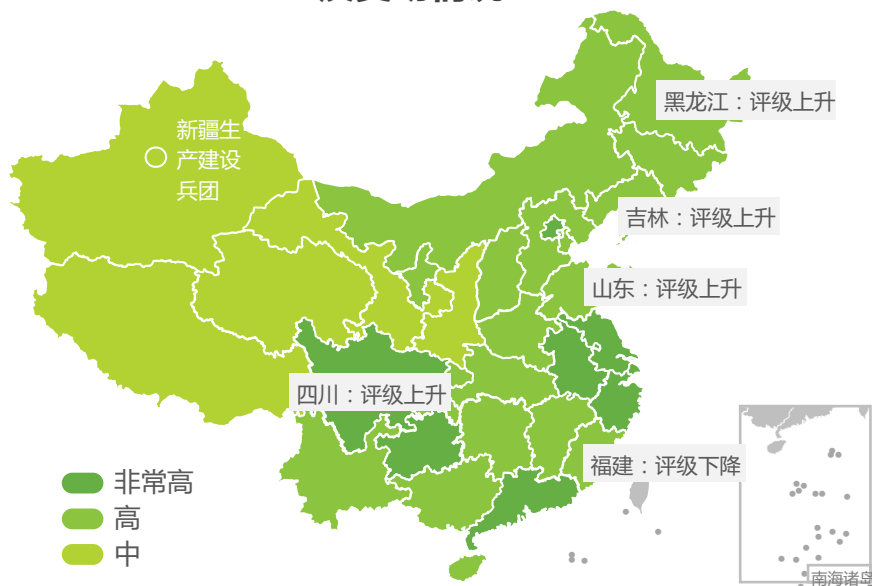 黑龙江：评级上升
新疆生
产建设
兵团
吉林：评级上升
山东：评级上升
四川：评级上升
福建：评级下降
非常高
高
中
南海诸岛